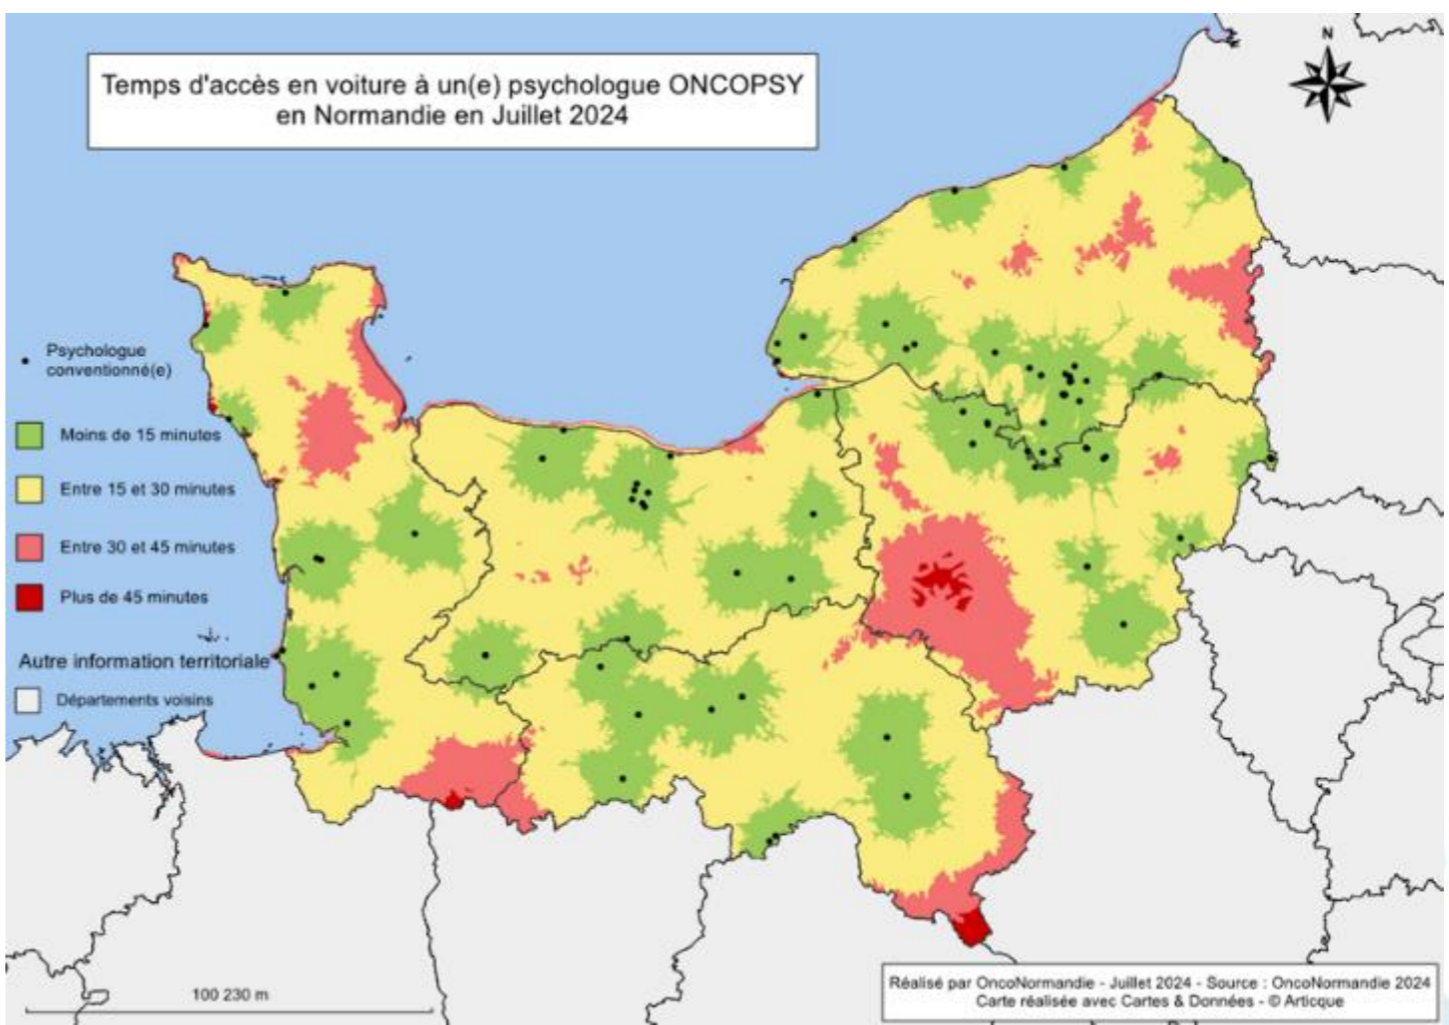 Temps d'accès en voiture à un(e) psychologue ONCOPSY
en Normandie en Juillet 2024
N
Psychologue
conventionné(e)
Moins de 15 minutes
Entre 15 et 30 minutes
Entre 30 et 45 minutes
Plus de 45 minutes
Autre information territoriale
Départements voisins
100 230 m
Réalisé par OncoNormandie - Juillet 2024 - Source : OncoNormandie 2024
Carte réalisée avec Cartes & Données - © Articque